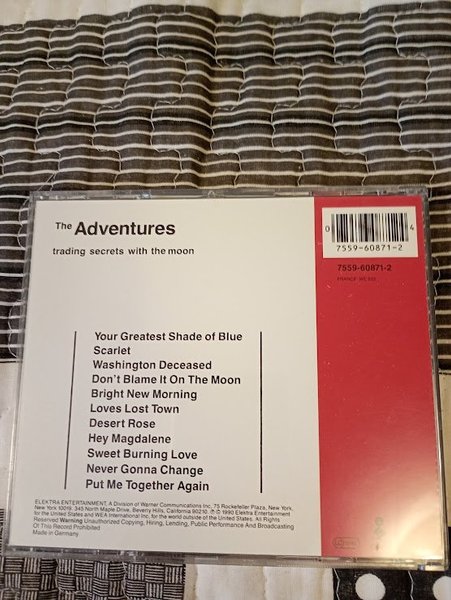 The Adventures
trading secrets with the moon
0
4
7559-60871-2
7559-60871-2
Your Greatest Shade of Blue
Scarlet
Washington Deceased
Don't Blame It On The Moon
Bright New Morning
Loves Lost Town
Desert Rose
Hey Magdalene
Sweet Burning Love
Never Gonna Change
Put Me Together Again
ELEKTRA ENTERTAINMENT, A Division of Warner Communications Inc., 75 Rockefeller Plaza, New York,
New York 10019. 345 North Maple Drive, Beverly Hills, California 90210. ℗ © 1990 Elektra Entertainment
for the United States and WEA International Inc. for the world outside of the United States. All Rights
Reserved Warning Unauthorized Copying, Hiring, Lending, Public Performance And Broadcasting
Of This Record Prohibited
Made in Germany